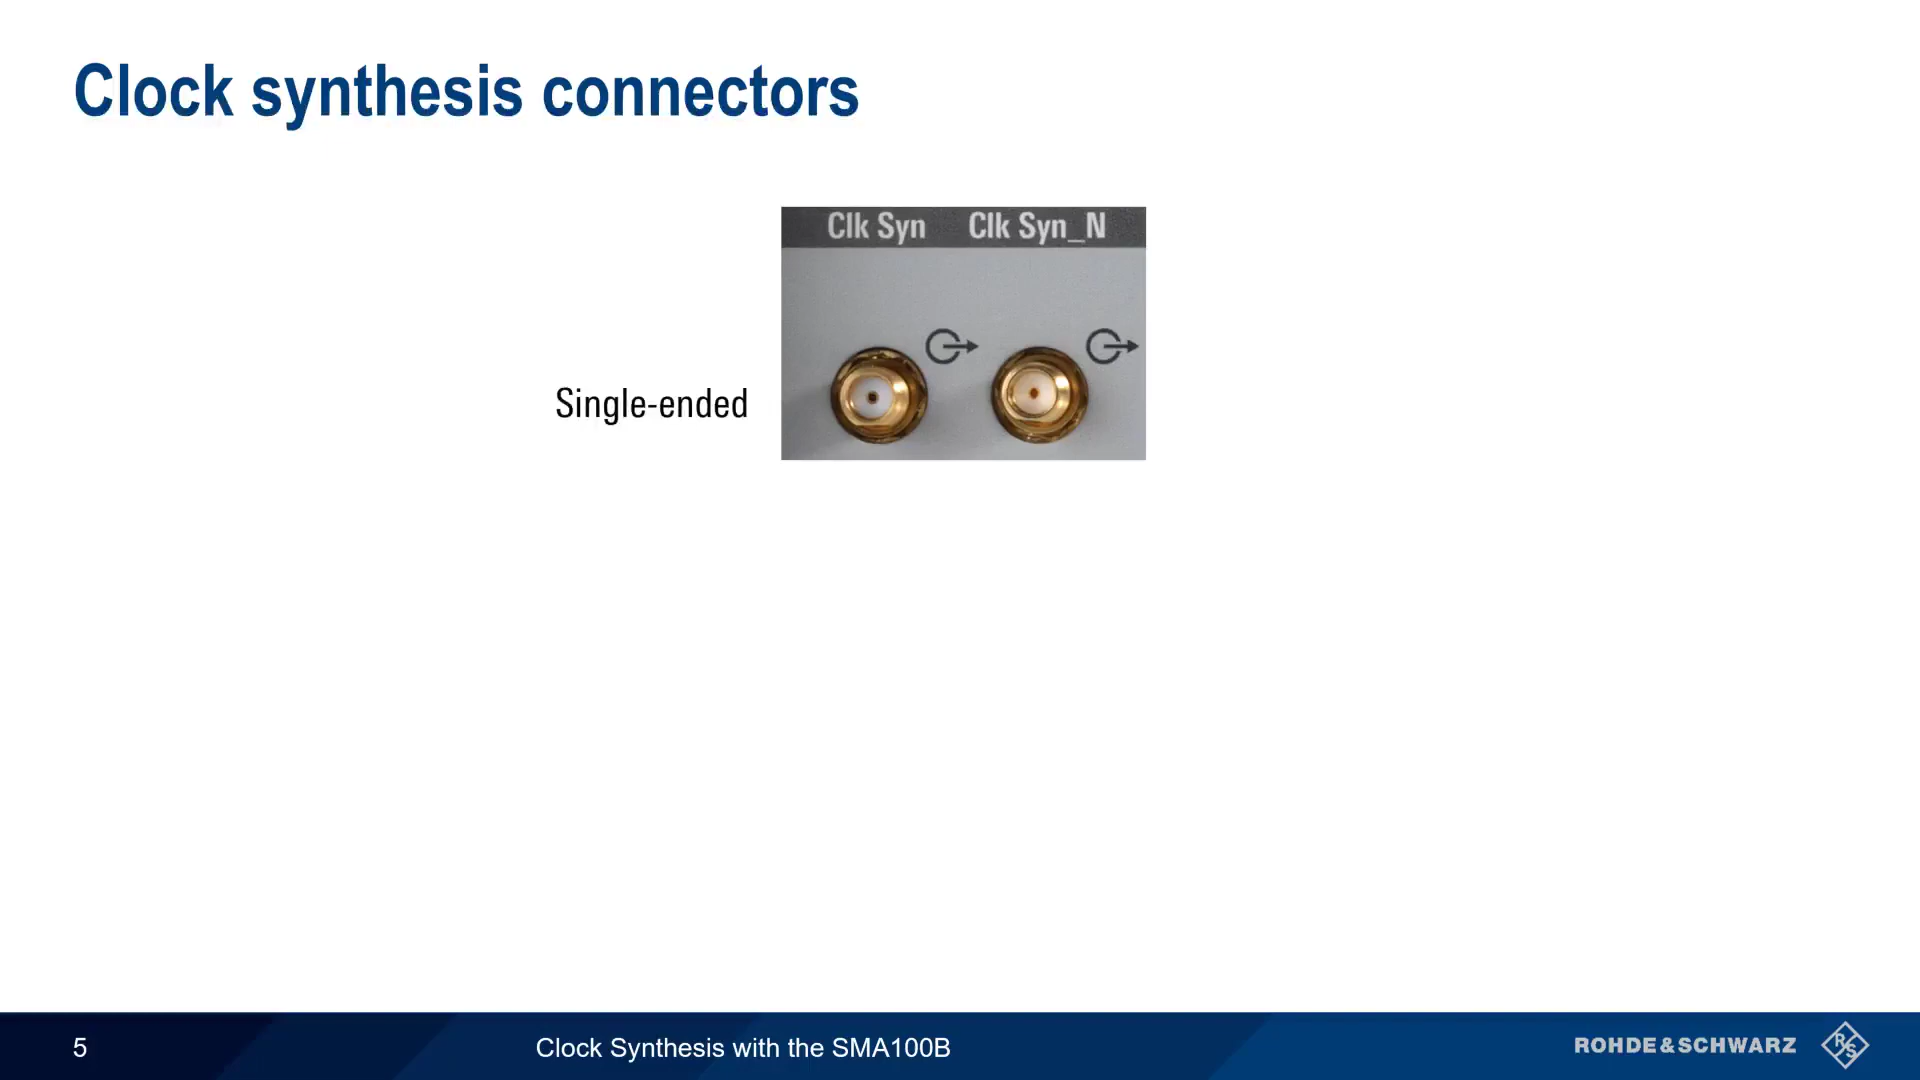 Clock synthesis connectors
Clk Syn Clk Syn_N
Single-ended
5 Clock Synthesis with the SMA100B ROHDE&SCHWARZ R&S